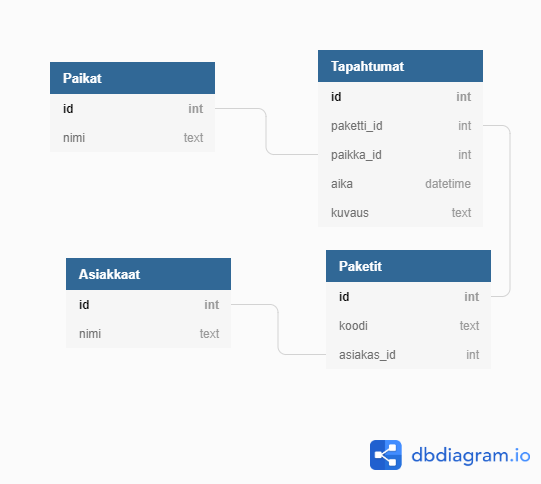 Paikat
id int
nimi text
Tapahtumat
id int
paketti_id int
paikka_id int
aika datetime
kuvaus text
Asiakkaat
id int
nimi text
Paketit
id int
koodi text
asiakas_id int
dbdiagram.io